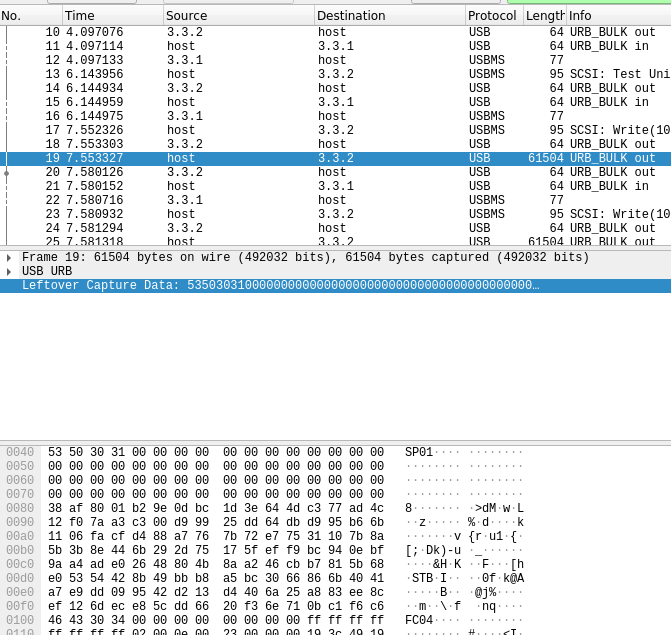 No. Time Source Destination Protocol Length Info
10 4.097076 3.3.2 host USB 64 URB_BULK out
11 4.097114 host 3.3.1 USB 64 URB_BULK in
12 4.097133 3.3.1 host USBMS 77
13 6.143956 host 3.3.2 USBMS 95 SCSI: Test Uni
14 6.144934 3.3.2 host USB 64 URB_BULK out
15 6.144959 host 3.3.1 USB 64 URB_BULK in
16 6.144975 3.3.1 host USBMS 77
17 7.552326 host 3.3.2 USBMS 95 SCSI: Write(10
18 7.553303 3.3.2 host USB 64 URB_BULK out
19 7.553327 host 3.3.2 USB 61504 URB_BULK out
20 7.580126 3.3.2 host USB 64 URB_BULK out
21 7.580152 host 3.3.1 USB 64 URB_BULK in
22 7.580716 3.3.1 host USBMS 77
23 7.580932 host 3.3.2 USBMS 95 SCSI: Write(10
24 7.581294 3.3.2 host USB 64 URB_BULK out
25 7.581318 host 3.3.2 USB 61504 URB_BULK out
Frame 19: 61504 bytes on wire (492032 bits), 61504 bytes captured (492032 bits)
USB URB
Leftover Capture Data: 535030310000000000000000000000000000000000000000…
0040 53 50 30 31 00 00 00 00 00 00 00 00 00 00 00 00 SP01···· ········
0050 00 00 00 00 00 00 00 00 00 00 00 00 00 00 00 00 ········ ········
0060 00 00 00 00 00 00 00 00 00 00 00 00 00 00 00 00 ········ ········
0070 00 00 00 00 00 00 00 00 00 00 00 00 00 00 00 00 ········ ········
0080 38 af 80 01 b2 9e 0d bc 1d 3e 64 4d c3 77 ad 4c 8······· ·>dM·w·L
0090 12 f0 7a a3 c3 00 d9 99 25 dd 64 db d9 95 b6 6b ··z····· %·d····k
00a0 11 06 fa cf d4 88 a7 76 7b 72 e7 75 31 10 7b 8a ·······v {r·u1·{·
00b0 5b 3b 8e 44 6b 29 2d 75 17 5f ef f9 bc 94 0e bf [;·Dk)-u ·_······
00c0 9a a4 ad e0 26 48 80 4b 8a a2 46 cb b7 81 5b 68 ····&H·K ··F···[h
00d0 e0 53 54 42 8b 49 bb b8 a5 bc 30 66 86 6b 40 41 ·STB·I·· ··0f·k@A
00e0 a7 e9 dd 09 95 42 d2 13 d4 40 6a 25 a8 83 ee 8c ·····B·· ·@j%····
00f0 ef 12 6d ec e8 5c dd 66 20 f3 6e 71 0b c1 f6 c6 ··m··\·f ·nq····
0100 46 43 30 34 00 00 00 00 00 00 00 00 ff ff ff ff FC04···· ········
0110 ff ff ff ff 02 00 0e 00 23 00 00 00 19 3c 49 19 ········ #····<I·